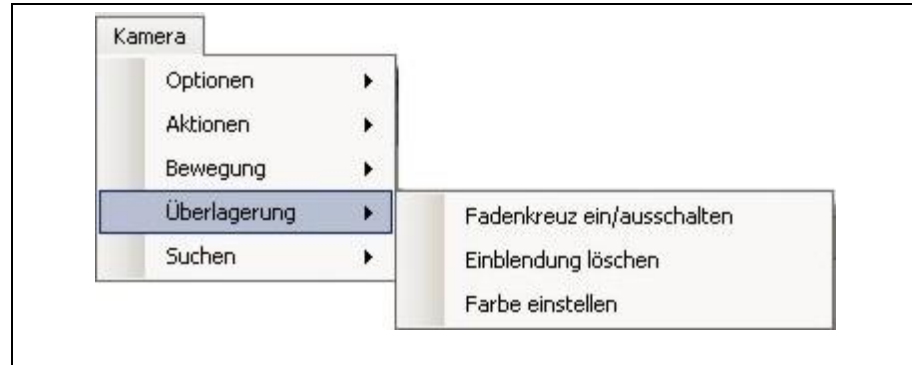 Kamera
Optionen
Aktionen
Bewegung
Überlagerung
Suchen
Fadenkreuz ein/ausschalten
Einblendung löschen
Farbe einstellen